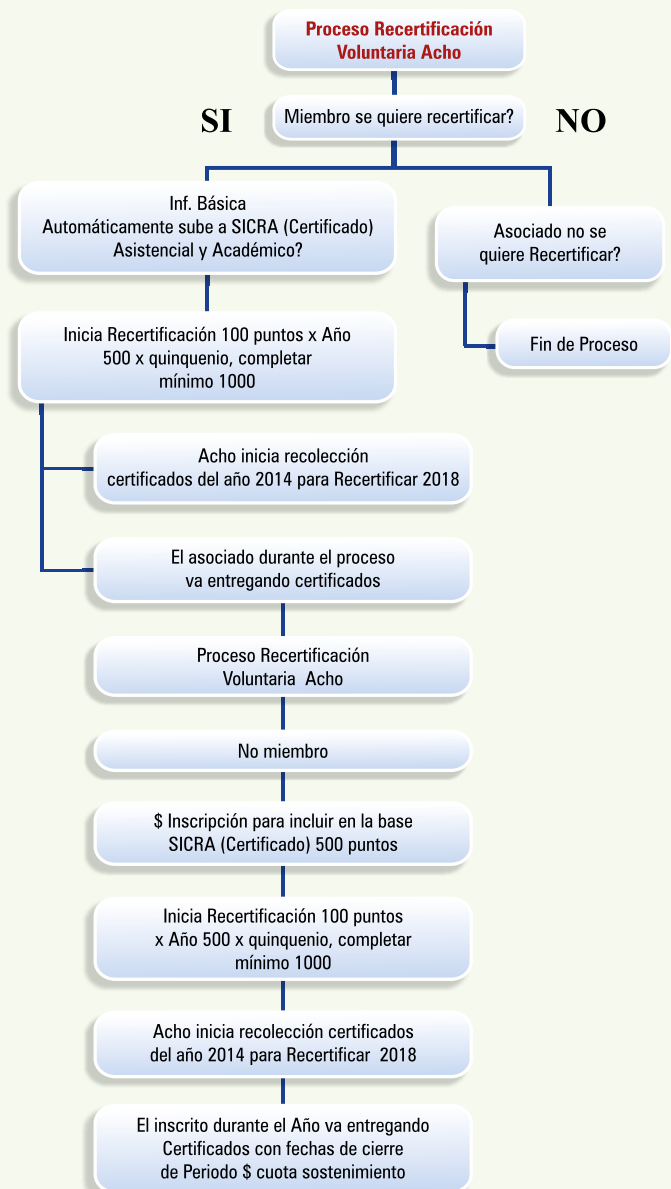 Proceso Recertificación
Voluntaria Acho
SI
Miembro se quiere recertificar?
NO
Inf. Básica
Automáticamente sube a SICRA (Certificado)
Asistencial y Académico?
Asociado no se
quiere Recertificar?
Inicia Recertificación 100 puntos x Año
500 x quinquenio, completar
mínimo 1000
Fin de Proceso
Acho inicia recolección
certificados del año 2014 para Recertificar 2018
El asociado durante el proceso
va entregando certificados
Proceso Recertificación
Voluntaria Acho
No miembro
$ Inscripción para incluir en la base
SICRA (Certificado) 500 puntos
Inicia Recertificación 100 puntos
x Año 500 x quinquenio, completar
mínimo 1000
Acho inicia recolección certificados
del año 2014 para Recertificar 2018
El inscrito durante el Año va entregando
Certificados con fechas de cierre
de Periodo $ cuota sostenimiento